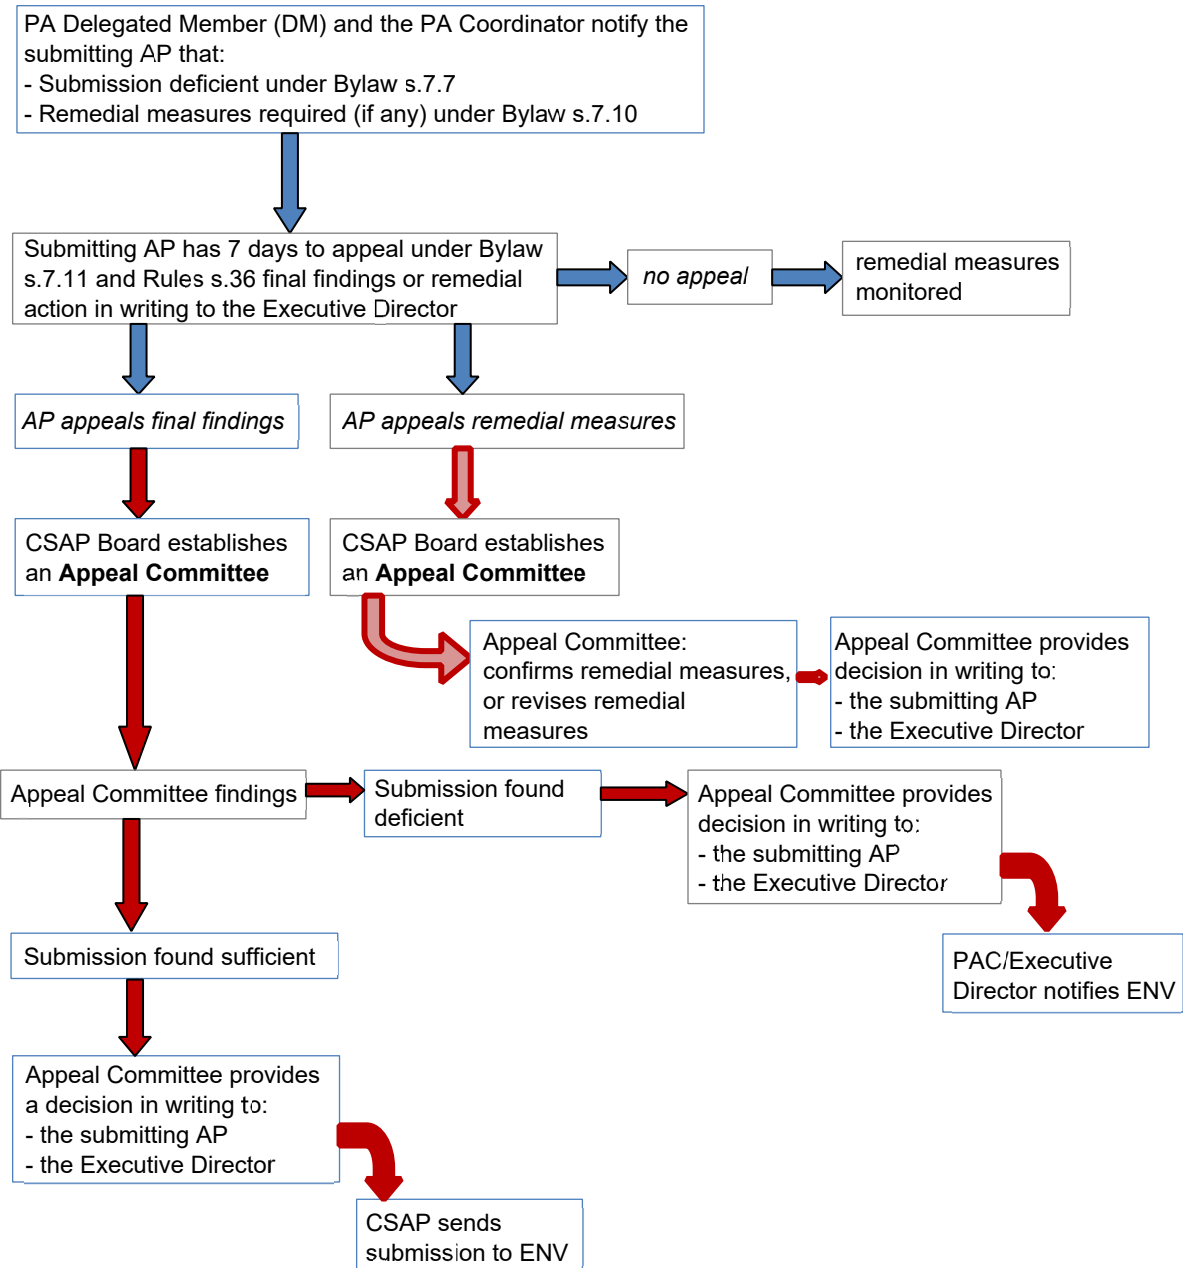 PA Delegated Member (DM) and the PA Coordinator notify the
submitting AP that:
- Submission deficient under Bylaw s.7.7
- Remedial measures required (if any) under Bylaw s.7.10
Submitting AP has 7 days to appeal under Bylaw
s.7.11 and Rules s.36 final findings or remedial
action in writing to the Executive Director
no appeal
remedial measures
monitored
AP appeals final findings
AP appeals remedial measures
CSAP Board establishes
an Appeal Committee
CSAP Board establishes
an Appeal Committee
Appeal Committee:
confirms remedial measures,
or revises remedial
measures
Appeal Committee provides
decision in writing to:
- the submitting AP
- the Executive Director
Appeal Committee findings
Submission found
deficient
Appeal Committee provides
decision in writing to:
- the submitting AP
- the Executive Director
PAC/Executive
Director notifies ENV
Submission found sufficient
Appeal Committee provides
a decision in writing to:
- the submitting AP
- the Executive Director
CSAP sends
submission to ENV